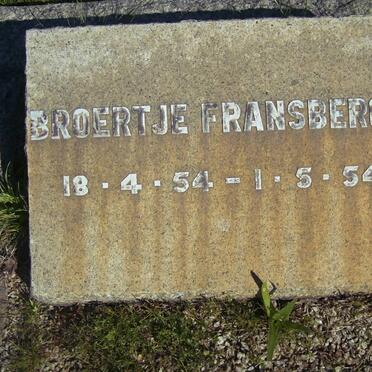 BROERTJE FRANSBERG
18 · 4 · 54 - 1 · 5 · 54